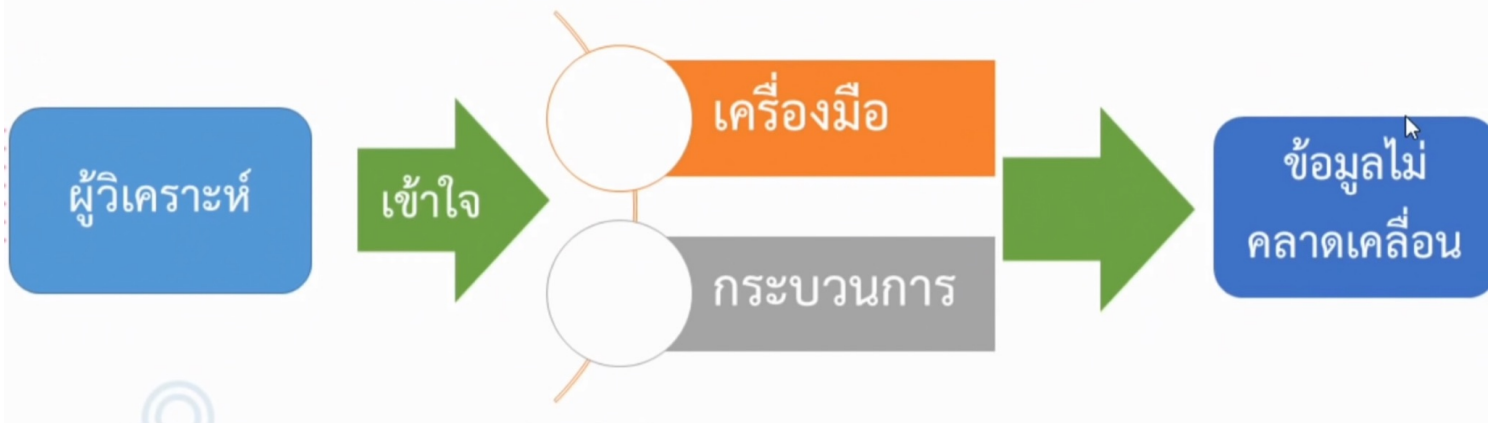 ผู้วิเคราะห์
เข้าใจ
เครื่องมือ
กระบวนการ
ข้อมูลไม่
คลาดเคลื่อน